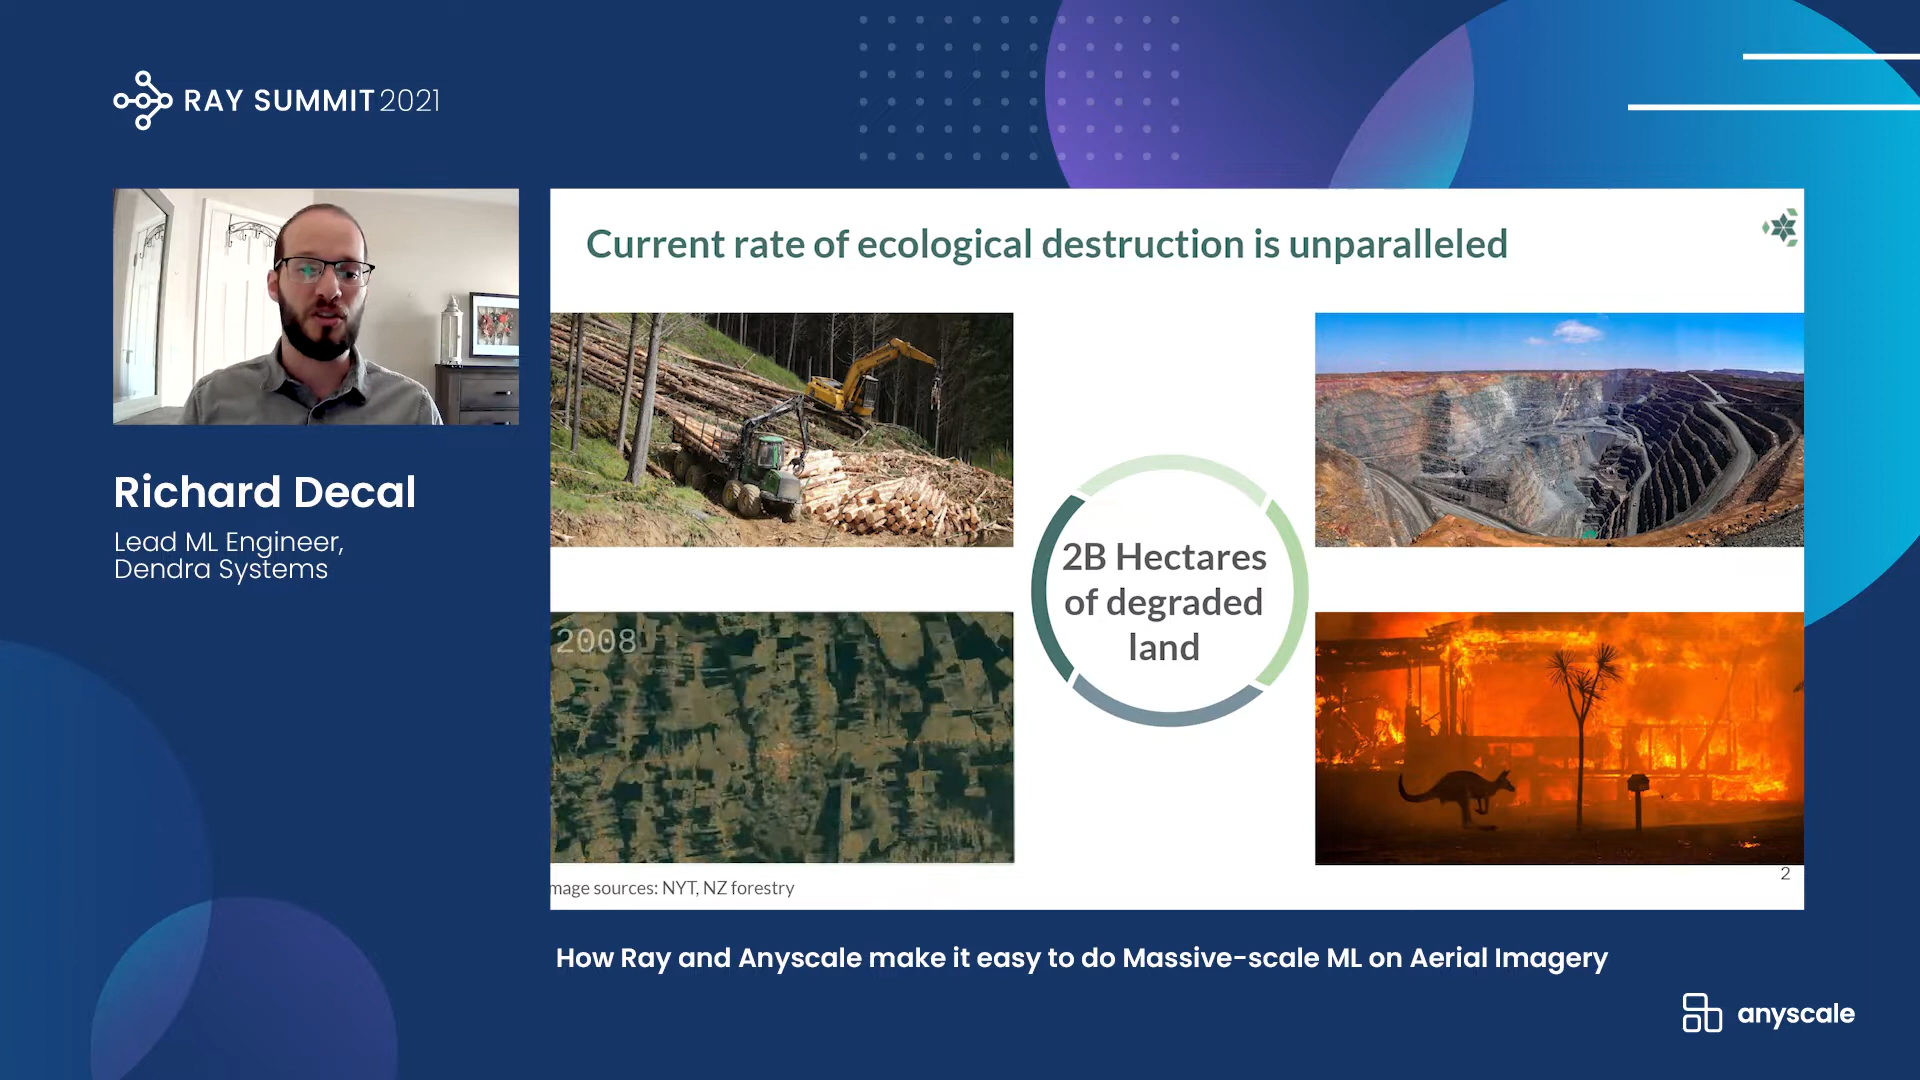 RAY SUMMIT 2021
Richard Decal
Lead ML Engineer,
Dendra Systems
Current rate of ecological destruction is unparalleled
2B Hectares
of degraded
land
2008
mage sources: NYT, NZ forestry
2
How Ray and Anyscale make it easy to do Massive-scale ML on Aerial Imagery
anyscale